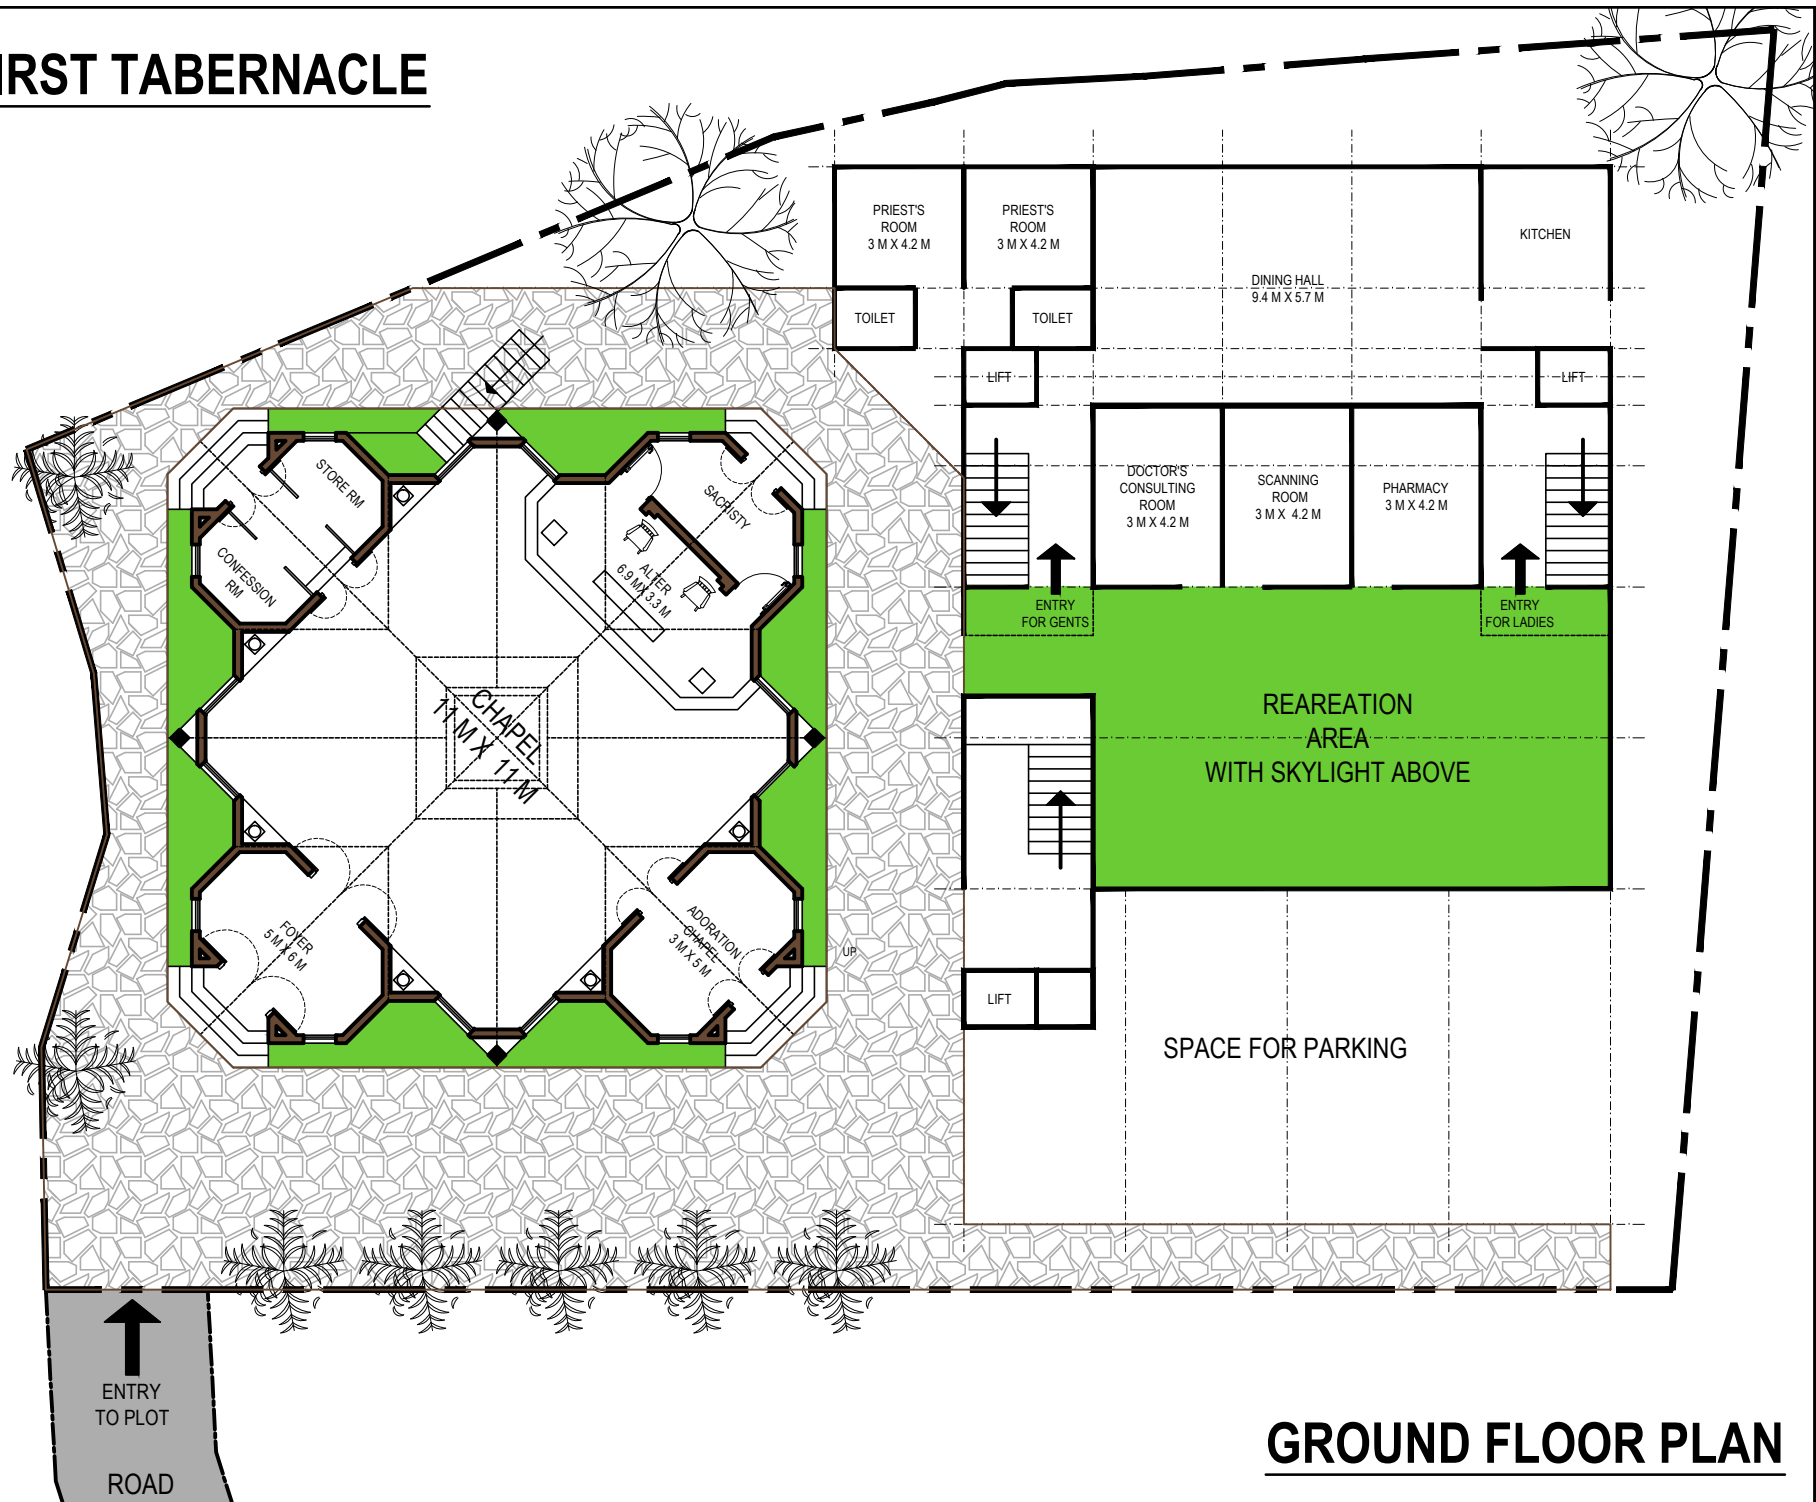 IRST TABERNACLE
PRIEST'S
ROOM
3 M X 4.2 M
PRIEST'S
ROOM
3 M X 4.2 M
KITCHEN
DINING HALL
9.4 M X 5.7 M
TOILET
TOILET
LIFT
LIFT
DOCTOR'S
CONSULTING
ROOM
3 M X 4.2 M
SCANNING
ROOM
3 M X 4.2 M
PHARMACY
3 M X 4.2 M
STORE RM
SACRISTY
CONFESSION
RM
ALTER
6.9 MX 3.3 M
ENTRY
FOR GENTS
ENTRY
FOR LADIES
CHAPEL
11 M X 11 M
REAREATION
AREA
WITH SKYLIGHT ABOVE
FOYER
5 M X 6 M
ADORATION
CHAPEL
3 M X 5 M
UP
LIFT
SPACE FOR PARKING
ENTRY
TO PLOT
ROAD
GROUND FLOOR PLAN